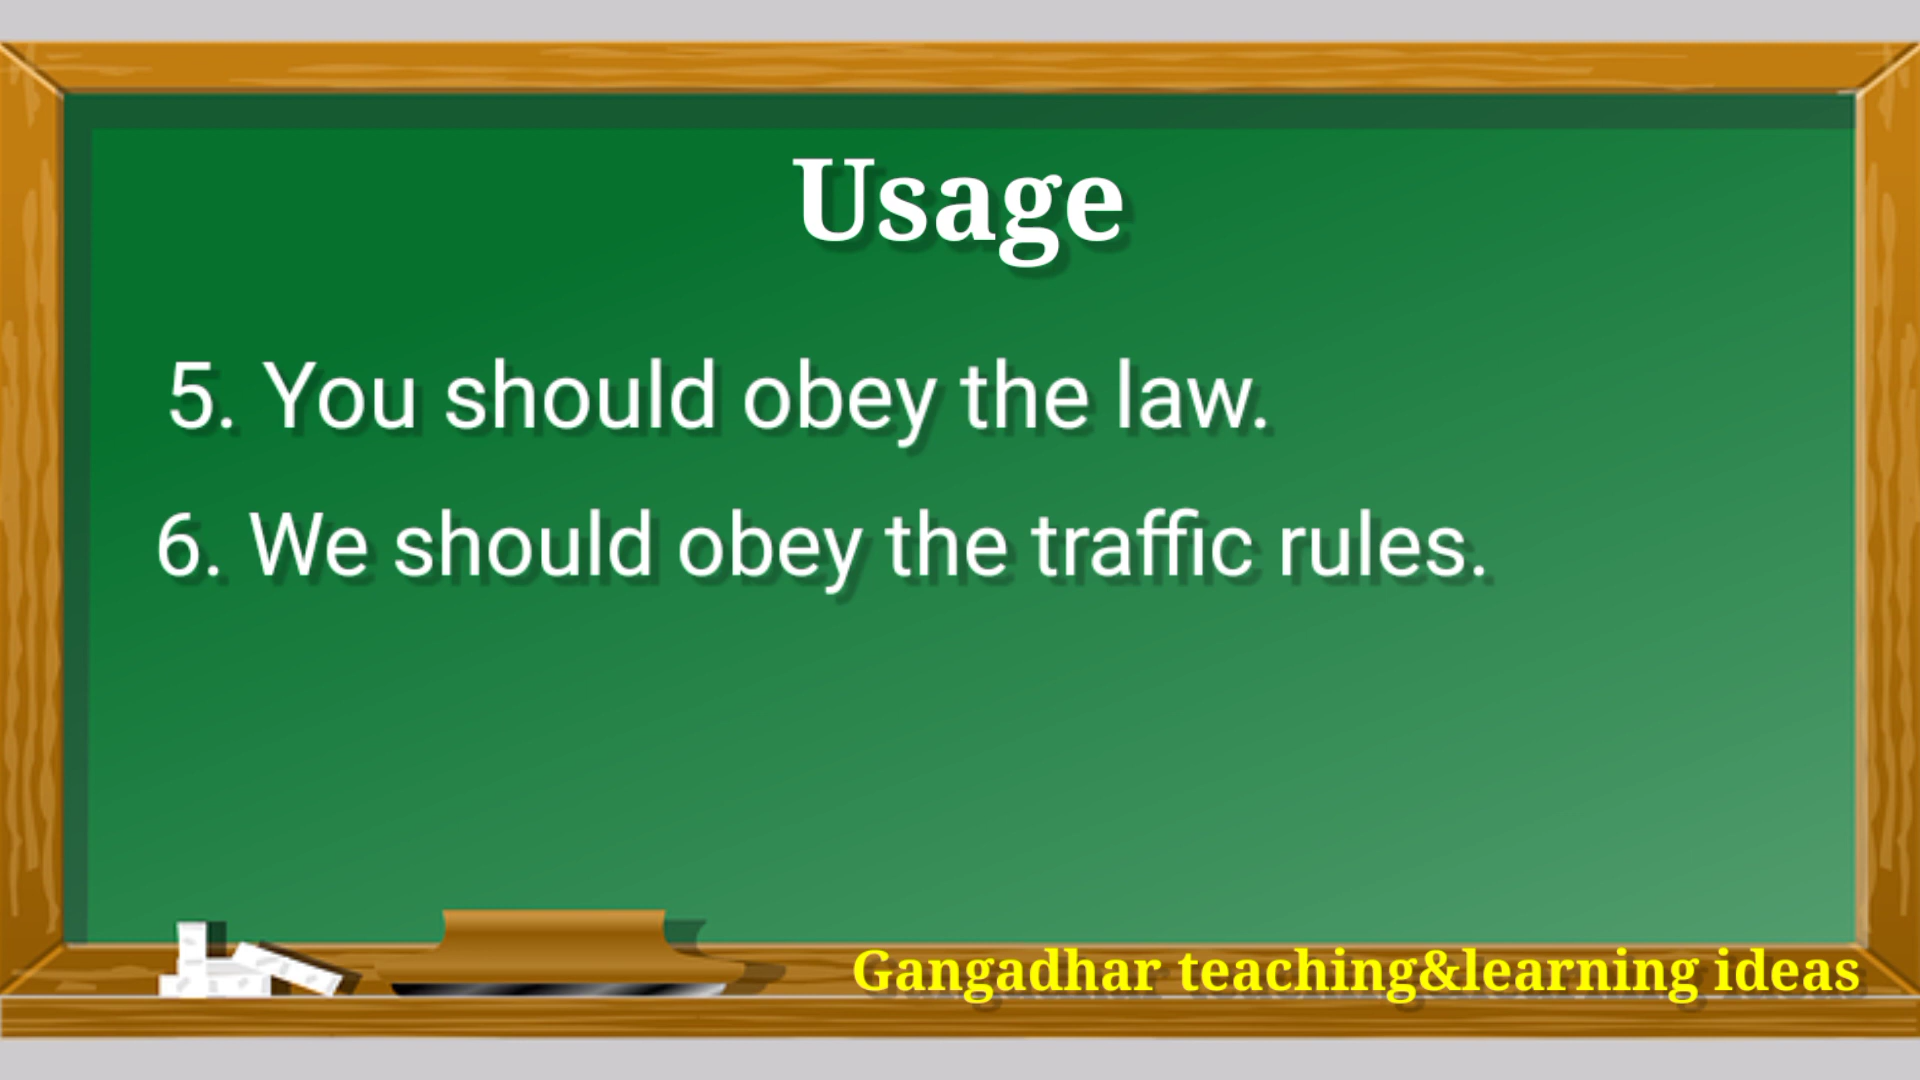 Usage
5. You should obey the law.
6. We should obey the traffic rules.
Gangadhar teaching&learning ideas